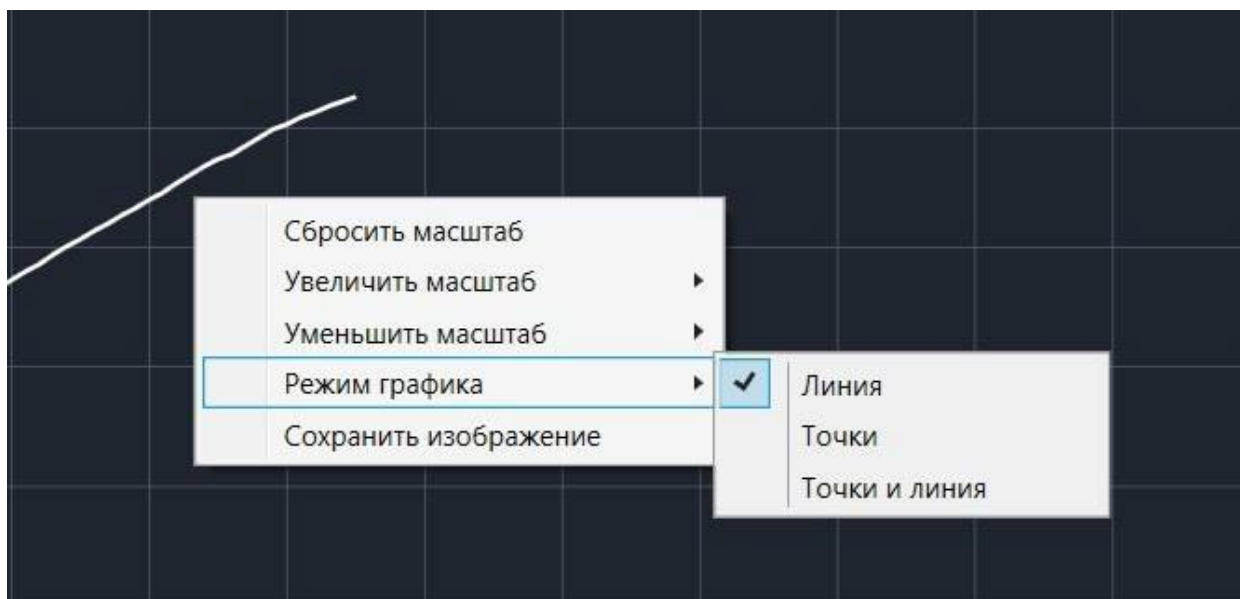 Сбросить масштаб
Увеличить масштаб
Уменьшить масштаб
Режим графика
Сохранить изображение
Линия
Точки
Точки и линия